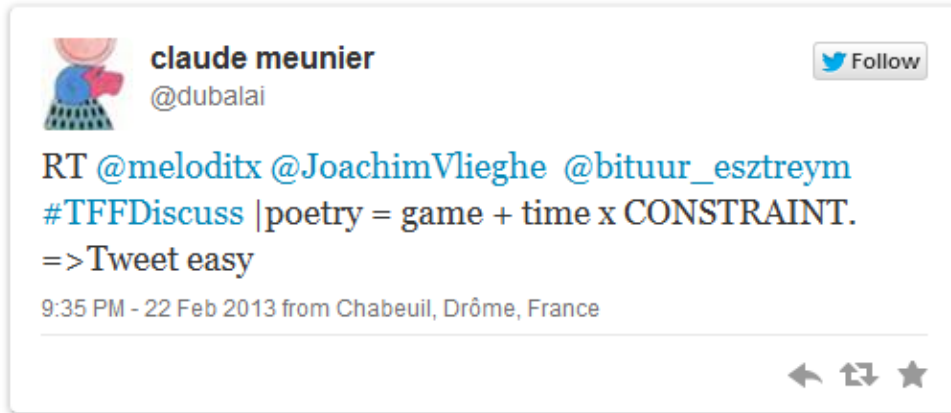 claude meunier
@dubalai
Follow
RT @meloditx @JoachimVlieghe @bituur_esztreym
#TFFDiscuss |poetry = game + time x CONSTRAINT.
=>Tweet easy
9:35 PM - 22 Feb 2013 from Chabeuil, Drôme, France